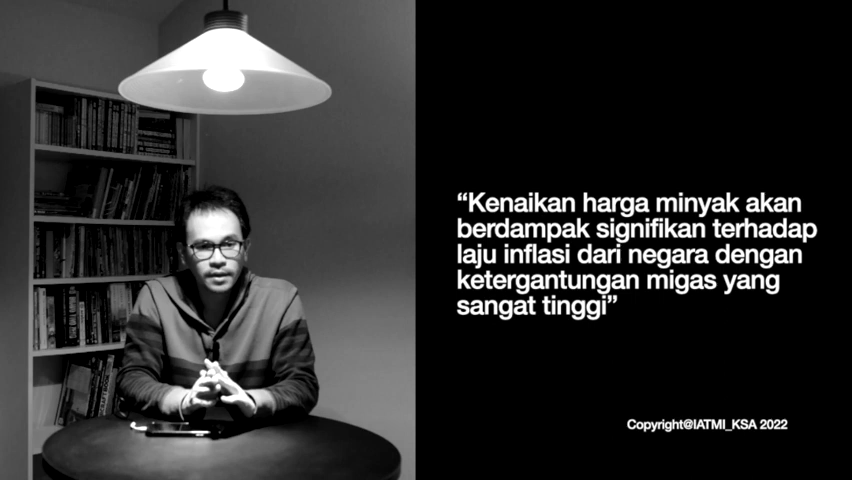 “Kenaikan harga minyak akan
berdampak signifikan terhadap
laju inflasi dari negara dengan
ketergantungan migas yang
sangat tinggi”
Copyright@IATMI_KSA 2022